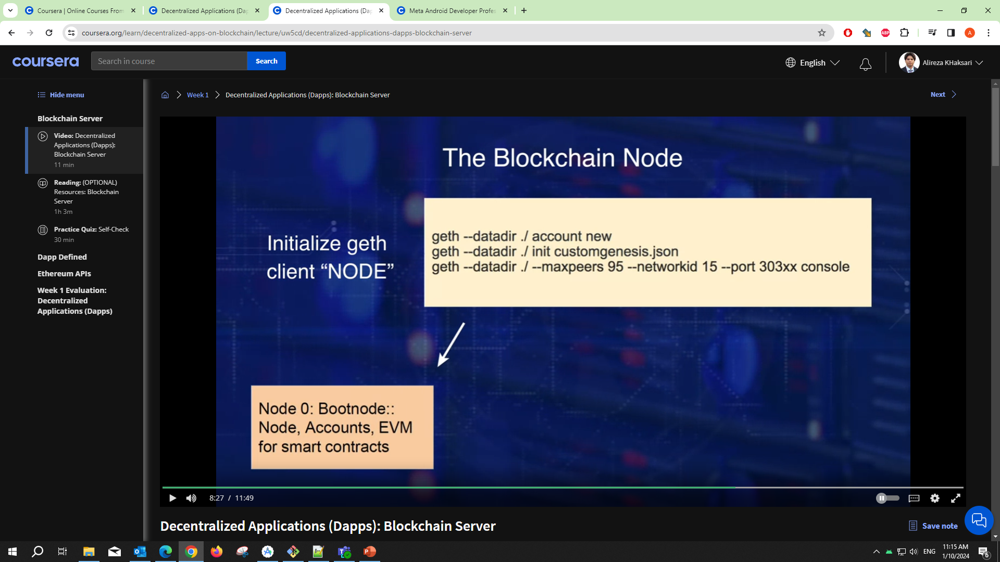 Coursera | Online Courses From
Decentralized Applications (Dap
Decentralized Applications (Dap
Meta Android Developer Profes
coursera.org/learn/decentralized-apps-on-blockchain/lecture/uw5cd/decentralized-applications-dapps-blockchain-server
ABP
A
coursera
Search in course
Search
English
Alireza KHaksari
Hide menu
Week 1
Decentralized Applications (Dapps): Blockchain Server
Next
Blockchain Server
Video: Decentralized
Applications (Dapps):
Blockchain Server
11 min
Reading: (OPTIONAL)
Resources: Blockchain
Server
1h 3m
Practice Quiz: Self-Check
30 min
Dapp Defined
Ethereum APIs
Week 1 Evaluation:
Decentralized
Applications (Dapps)
The Blockchain Node
Initialize geth
client “NODE”
geth --datadir ./ account new
geth --datadir ./ init customgenesis.json
geth --datadir ./ --maxpeers 95 --networkid 15 --port 303xx console
Node 0: Bootnode::
Node, Accounts, EVM
for smart contracts
8:27 / 11:49
Decentralized Applications (Dapps): Blockchain Server
Save note
ENG
11:15 AM
1/10/2024
6